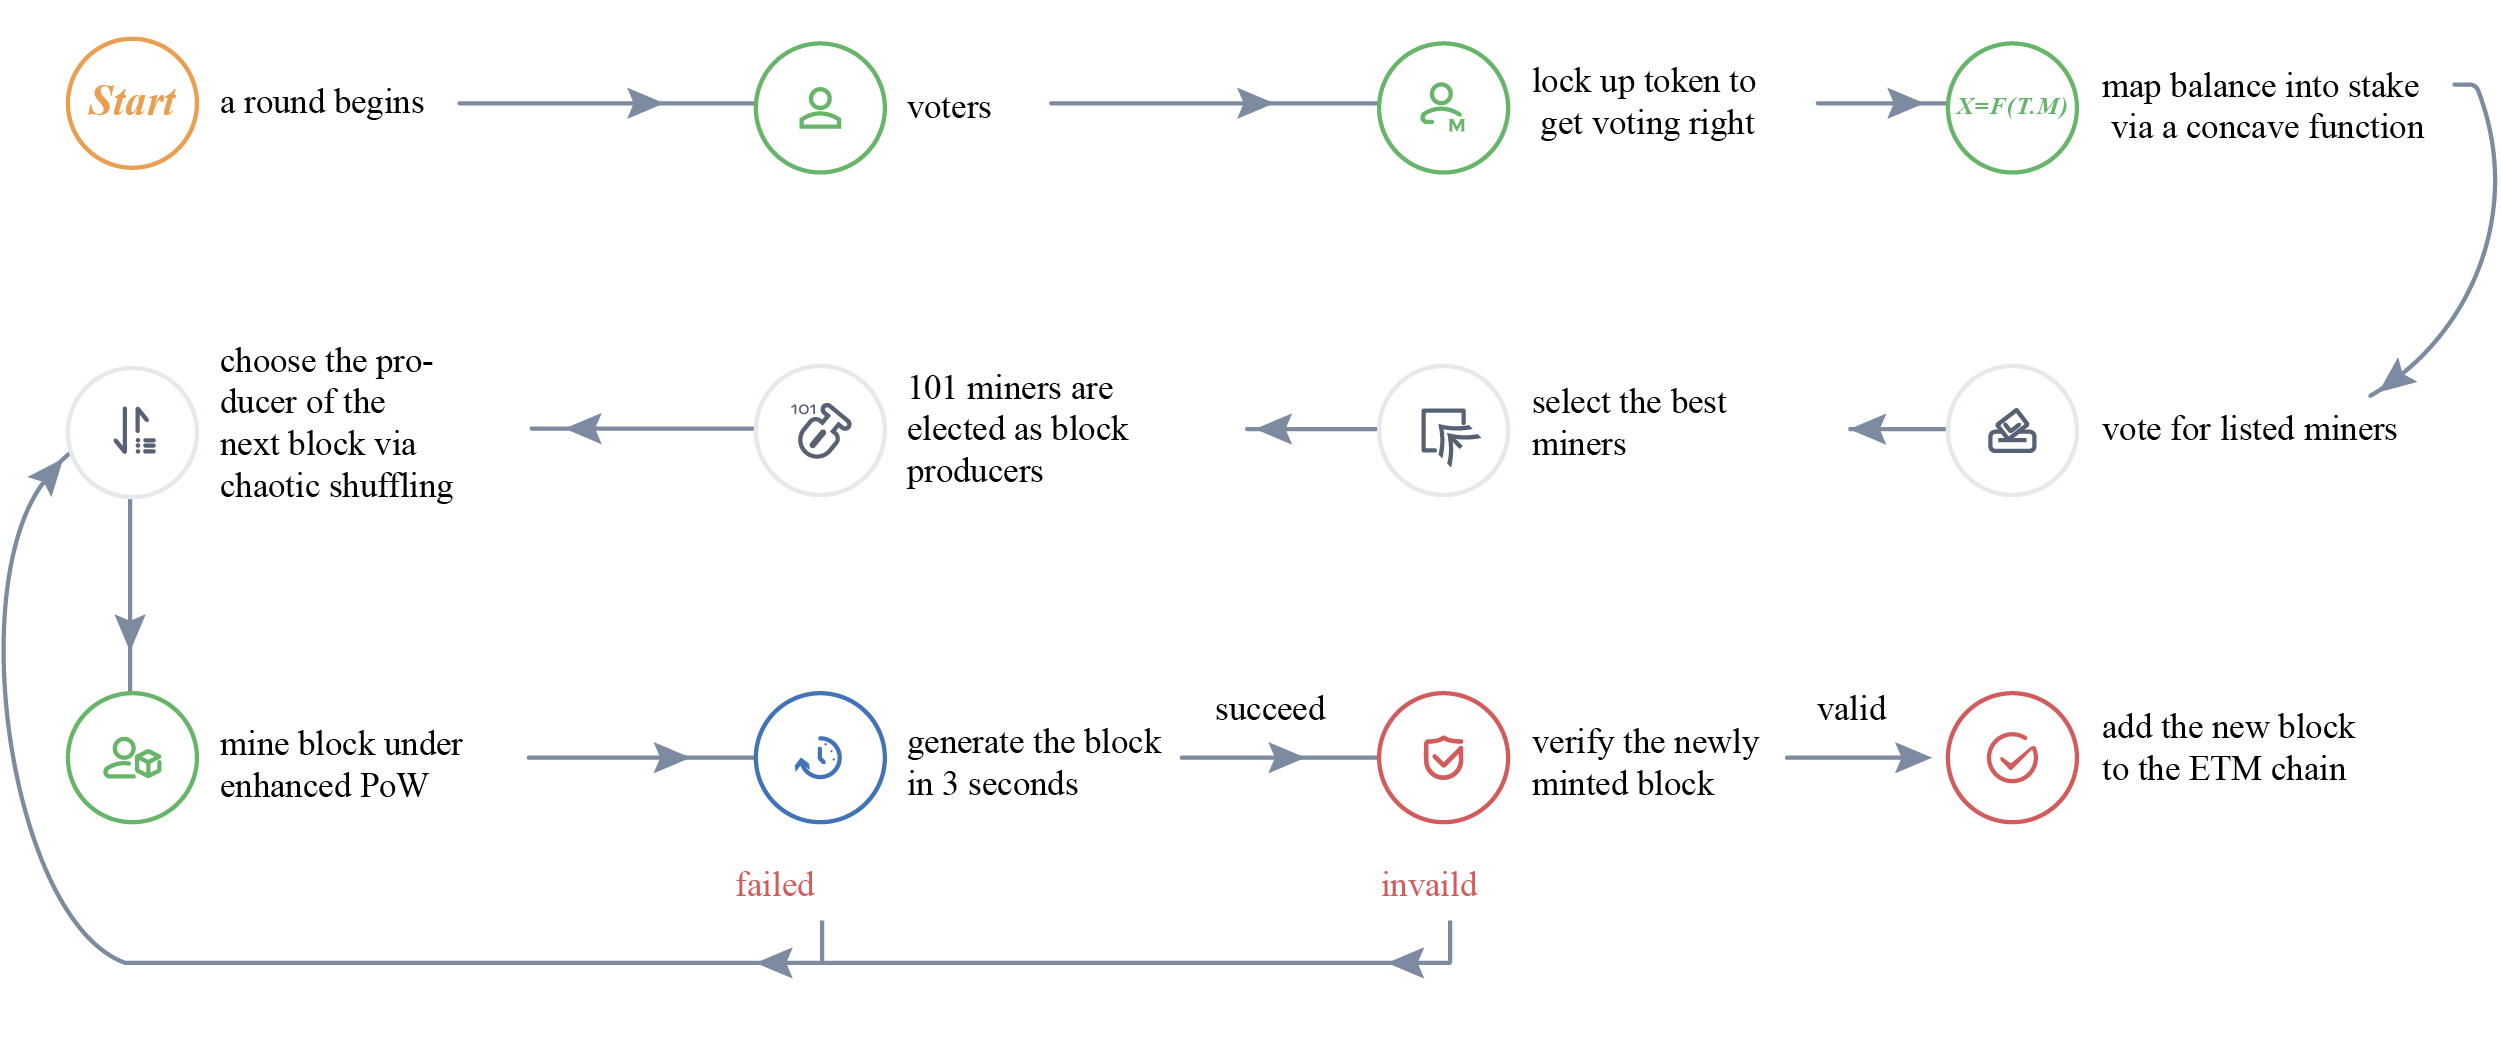 Start
a round begins
voters
M
lock up token to
get voting right
X=F(T.M)
map balance into stake
via a concave function
choose the pro-
ducer of the
next block via
chaotic shuffling
101
101 miners are
elected as block
producers
select the best
miners
vote for listed miners
mine block under
enhanced PoW
generate the block
in 3 seconds
succeed
verify the newly
minted block
valid
add the new block
to the ETM chain
failed
invaild